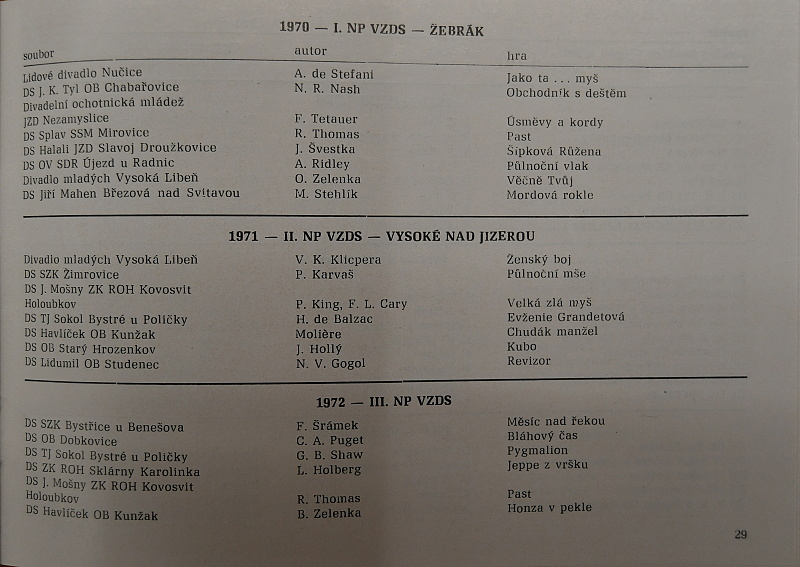 1970 — I. NP VZDS — ŽEBRÁK
soubor autor hra
Lidové divadlo Nučice A. de Stefani Jako ta ... myš
DS J. K. Tyl OB Chabařovice N. R. Nash Obchodník s deštěm
Divadelní ochotnická mládež
JZD Nezamyslice F. Tetauer Úsměvy a kordy
DS Splav SSM Mirovice R. Thomas Past
DS Halali JZD Slavoj Droužkovice J. Švestka Šípková Růžena
DS OV SDR Újezd u Radnic A. Ridley Půlnoční vlak
Divadlo mladých Vysoká Libeň O. Zelenka Věčně Tvůj
DS Jiří Mahen Březová nad Svitavou M. Stehlík Mordová rokle
1971 — II. NP VZDS — VYSOKÉ NAD JIZEROU
Divadlo mladých Vysoká Libeň V. K. Klicpera Ženský boj
DS SZK Žimrovice P. Karvaš Půlnoční mše
DS J. Mošny ZK ROH Kovosvit
Holoubkov P. King, F. L. Cary Velká zlá myš
DS TJ Sokol Bystré u Poličky H. de Balzac Evženie Grandetová
DS Havlíček OB Kunžak Molière Chudák manžel
DS OB Starý Hrozenkov J. Hollý Kubo
DS Lidumil OB Studenec N. V. Gogol Revizor
1972 — III. NP VZDS
DS SZK Bystřice u Benešova F. Šrámek Měsíc nad řekou
DS OB Dobkovice C. A. Puget Bláhový čas
DS TJ Sokol Bystré u Poličky G. B. Shaw Pygmalion
DS ZK ROH Sklárny Karolinka L. Holberg Jeppe z vršku
DS J. Mošny ZK ROH Kovosvit
Holoubkov R. Thomas Past
DS Havlíček OB Kunžak B. Zelenka Honza v pekle
29